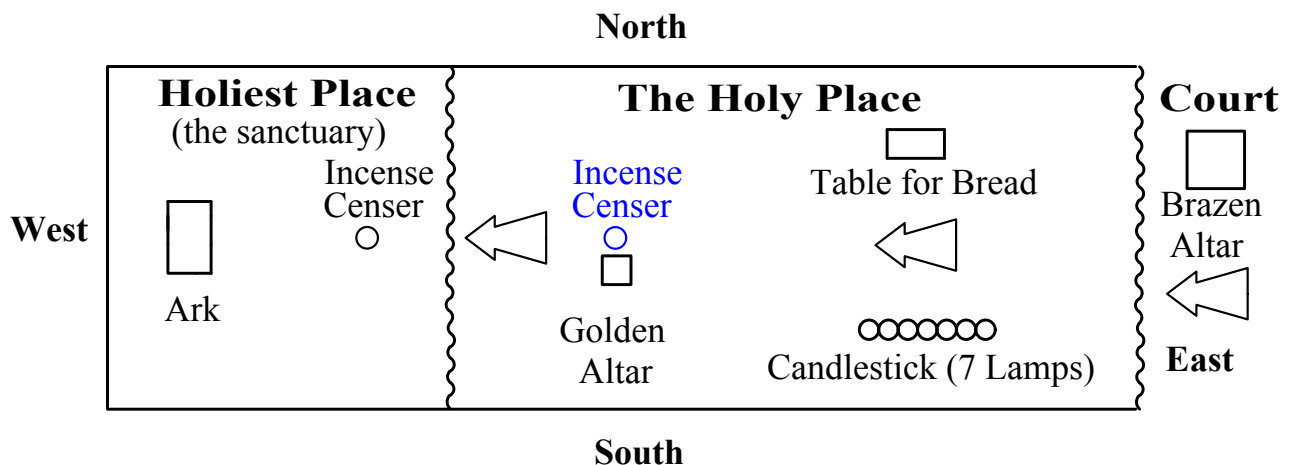 North
Holiest Place
(the sanctuary)
The Holy Place
Court
Incense
Censer
Incense
Censer
Table for Bread
Brazen
Altar
West
Ark
Golden
Altar
Candlestick (7 Lamps)
East
South